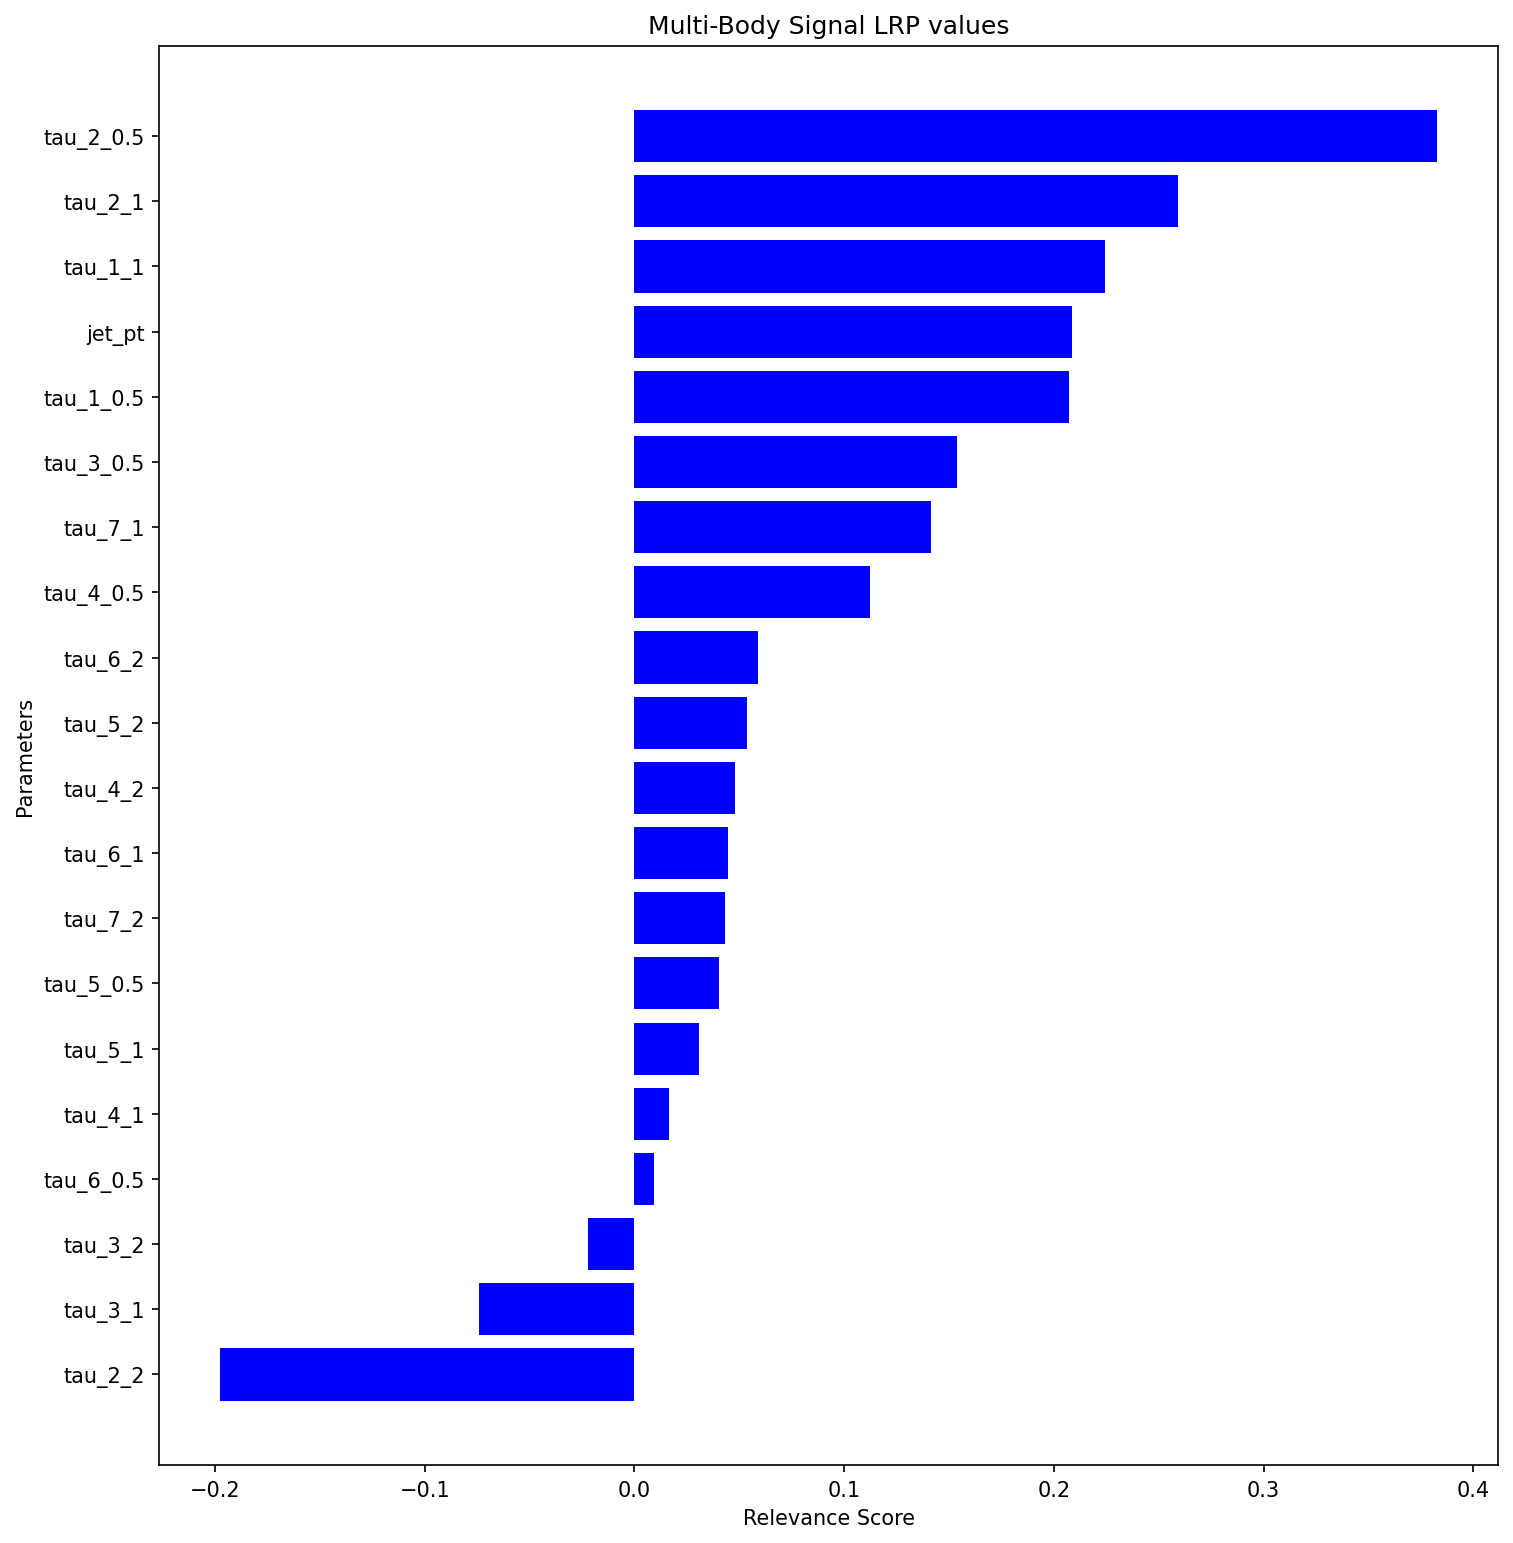 Multi-Body Signal LRP values
tau_2_0.5
tau_2_1
tau_1_1
jet_pt
tau_1_0.5
tau_3_0.5
tau_7_1
tau_4_0.5
tau_6_2
tau_5_2
tau_4_2
tau_6_1
tau_7_2
tau_5_0.5
tau_5_1
tau_4_1
tau_6_0.5
tau_3_2
tau_3_1
tau_2_2
Parameters
−0.2 −0.1 0.0 0.1 0.2 0.3 0.4
Relevance Score